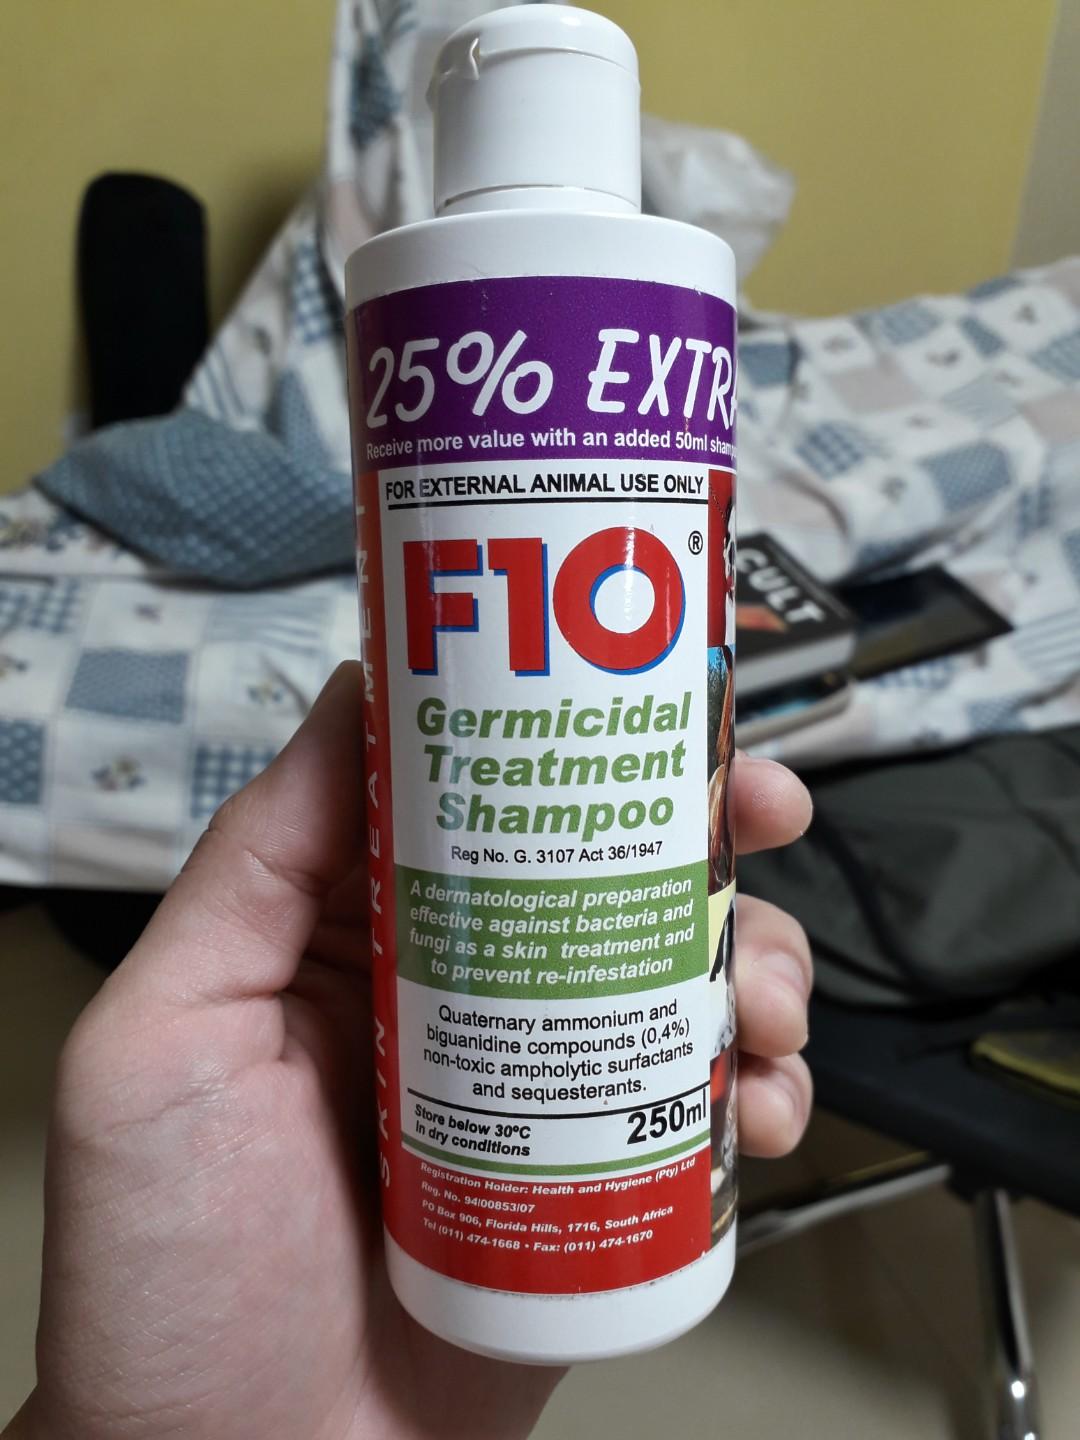 25% EXTRA
Receive more value with an added 50ml shampoo
FOR EXTERNAL ANIMAL USE ONLY
F10®
Germicidal
Treatment
Shampoo
Reg No. G. 3107 Act 36/1947
A dermatological preparation
effective against bacteria and
fungi as a skin treatment and
to prevent re-infestation
Quaternary ammonium and
biguanidine compounds (0,4%)
non-toxic ampholytic surfactants
and sequesterants.
Store below 30ºC
in dry conditions
250ml
Registration Holder: Health and Hygiene (Pty) Ltd
Reg. No. 94/00853/07
PO Box 906, Florida Hills, 1716, South Africa
Tel (011) 474-1668 • Fax: (011) 474-1670
SKIN TREATMENT
CULT